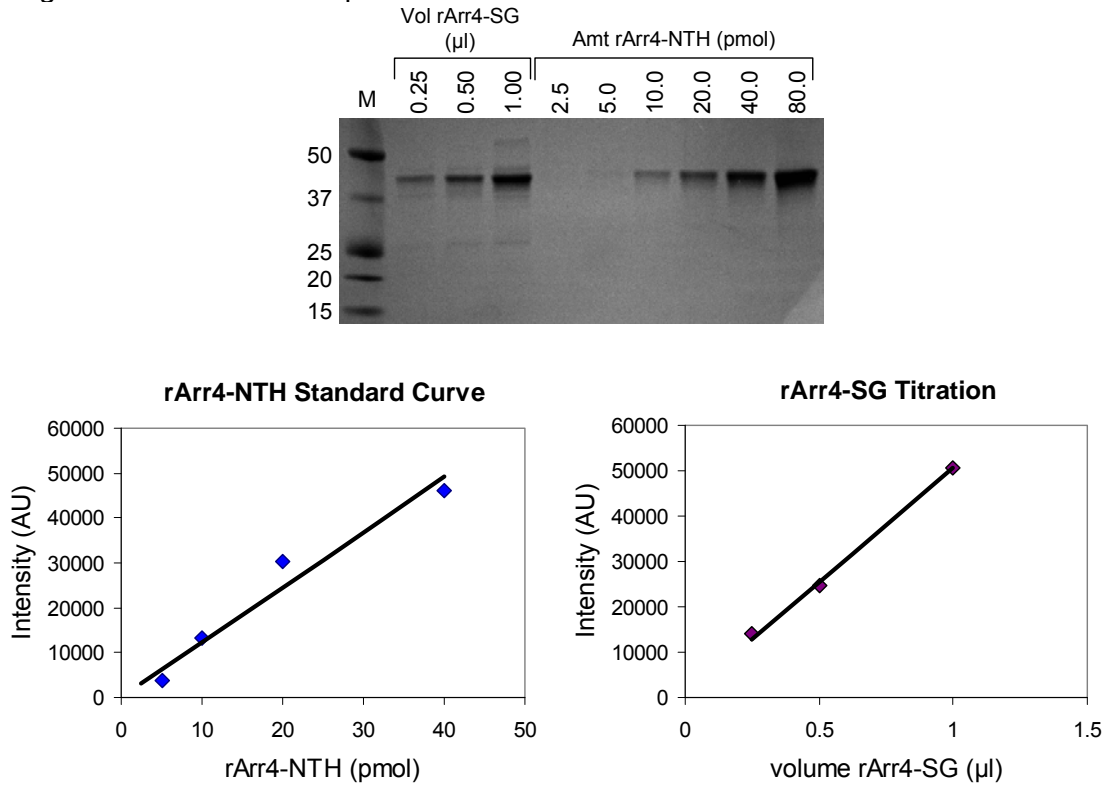 Vol rArr4-SG
(µl)
Amt rArr4-NTH (pmol)
M
0.25
0.50
1.00
2.5
5.0
10.0
20.0
40.0
80.0
50
37
25
20
15
rArr4-NTH Standard Curve
60000
50000
40000
30000
20000
10000
0
Intensity (AU)
0 10 20 30 40 50
rArr4-NTH (pmol)
rArr4-SG Titration
60000
50000
40000
30000
20000
10000
0
Intensity (AU)
0 0.5 1 1.5
volume rArr4-SG (µl)